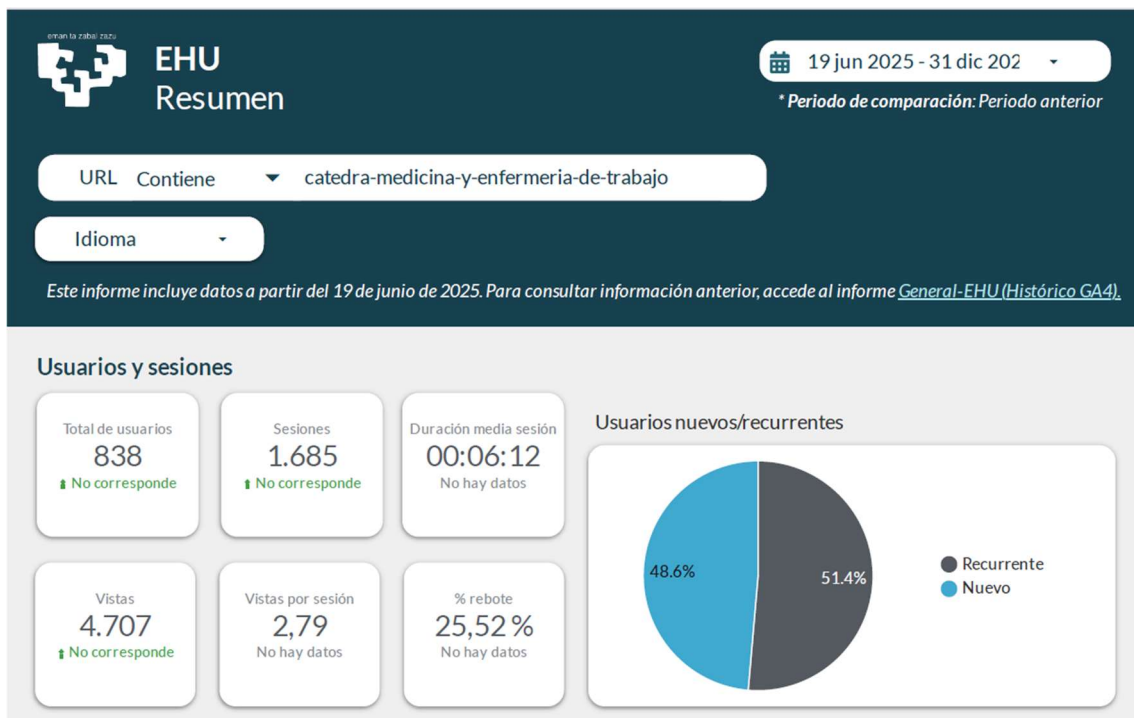 eman ta zabal zazu
EHU
Resumen
19 jun 2025 - 31 dic 202
* Periodo de comparación: Periodo anterior
URL Contiene catedra-medicina-y-enfermeria-de-trabajo
Idioma
Este informe incluye datos a partir del 19 de junio de 2025. Para consultar información anterior, accede al informe General-EHU (Histórico GA4).
Usuarios y sesiones
Total de usuarios
838
No corresponde
Sesiones
1.685
No corresponde
Duración media sesión
00:06:12
No hay datos
Vistas
4.707
No corresponde
Vistas por sesión
2,79
No hay datos
% rebote
25,52 %
No hay datos
Usuarios nuevos/recurrentes
48.6%
51.4%
Recurrente
Nuevo